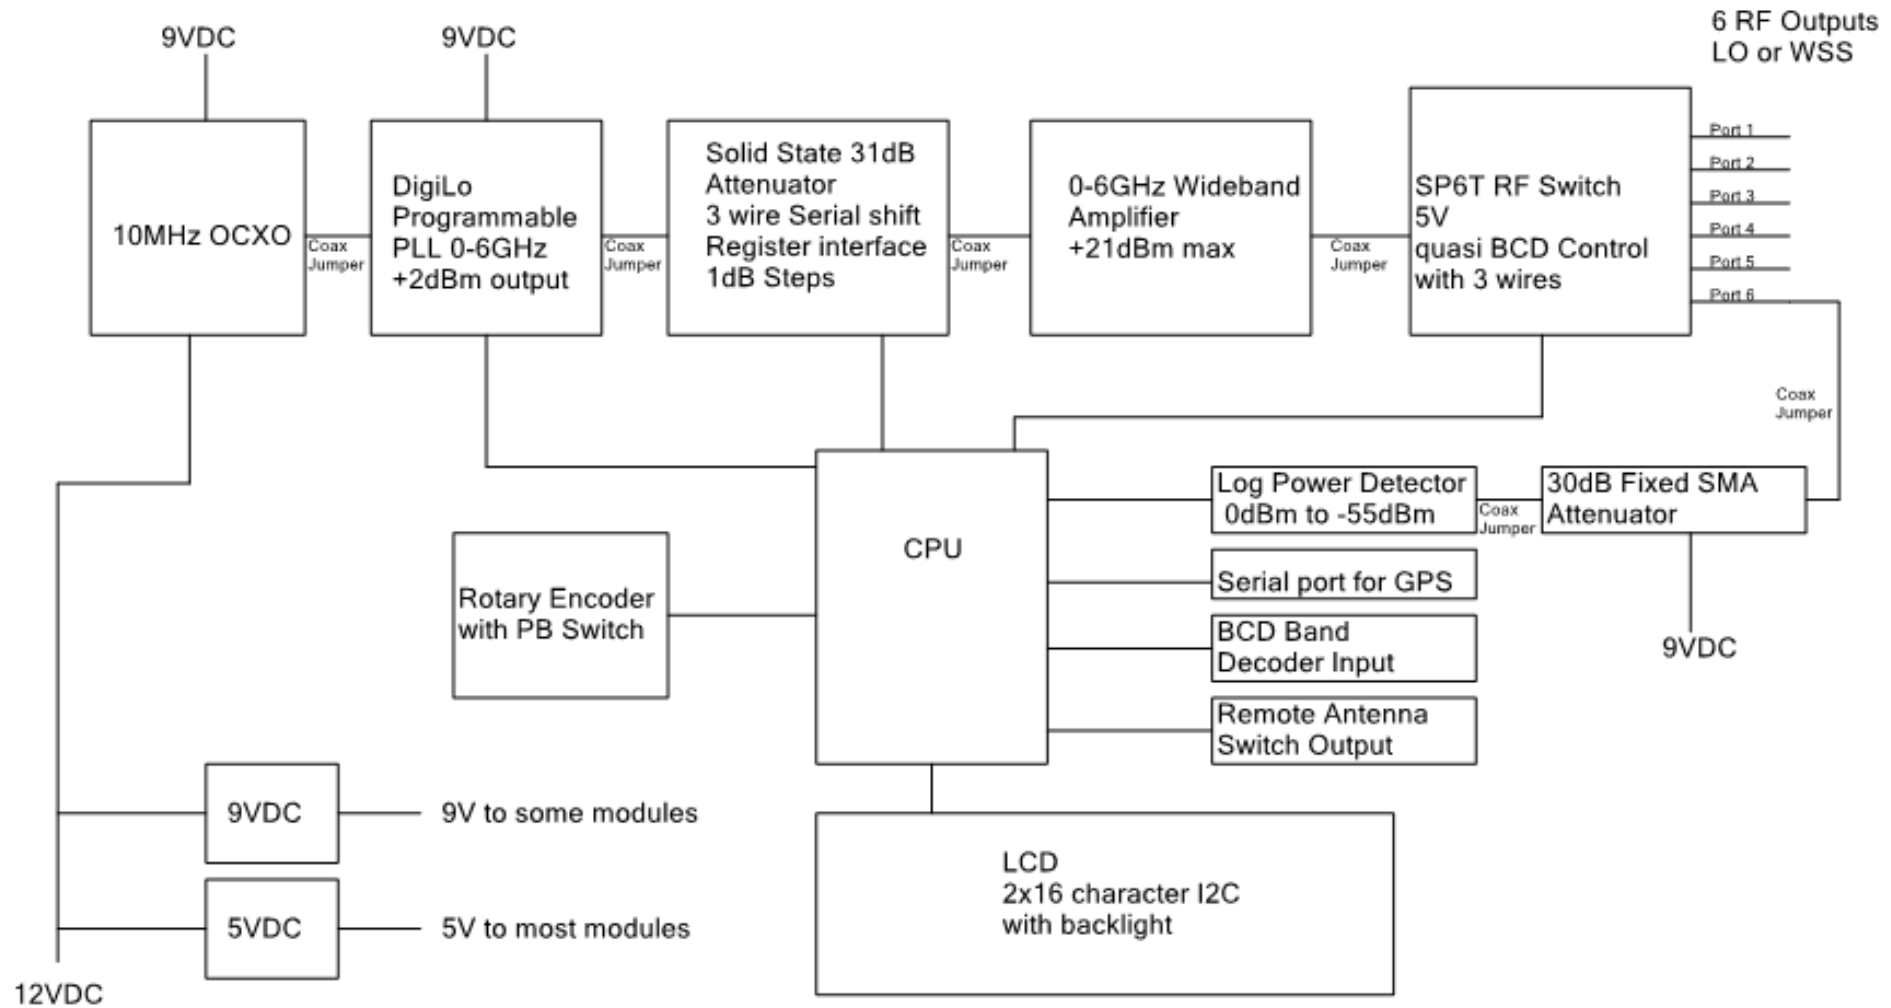 6 RF Outputs
LO or WSS
9VDC
9VDC
10MHz OCXO
Coax
Jumper
DigiLo
Programmable
PLL 0-6GHz
+2dBm output
Coax
Jumper
Solid State 31dB
Attenuator
3 wire Serial shift
Register interface
1dB Steps
Coax
Jumper
0-6GHz Wideband
Amplifier
+21dBm max
Coax
Jumper
SP6T RF Switch
5V
quasi BCD Control
with 3 wires
Port 1
Port 2
Port 3
Port 4
Port 5
Port 6
Coax
Jumper
CPU
Log Power Detector
0dBm to -55dBm
Coax
Jumper
30dB Fixed SMA
Attenuator
9VDC
Serial port for GPS
BCD Band
Decoder Input
Remote Antenna
Switch Output
Rotary Encoder
with PB Switch
9VDC
9V to some modules
5VDC
5V to most modules
12VDC
LCD
2x16 character I2C
with backlight